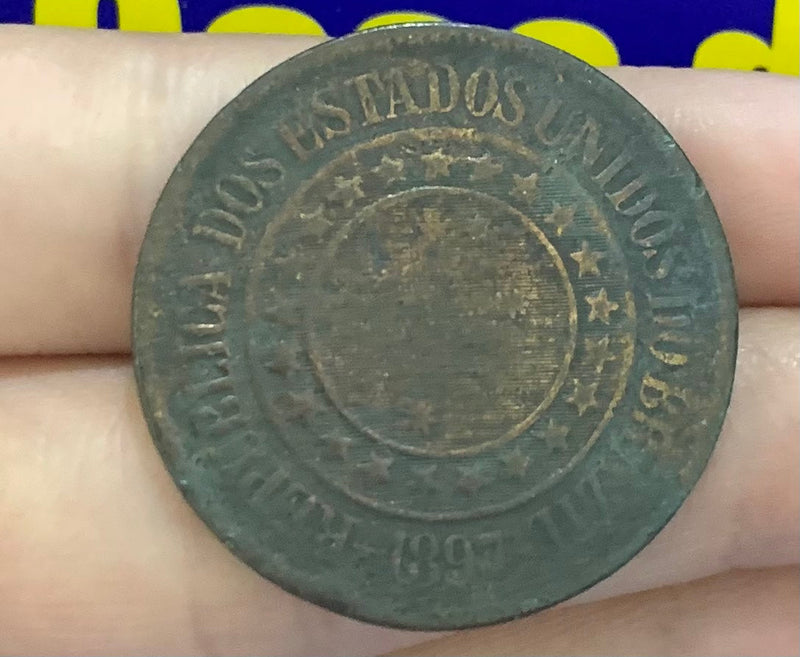 REPUBLICA DOS ESTADOS UNIDOS DO BRAZIL
1897